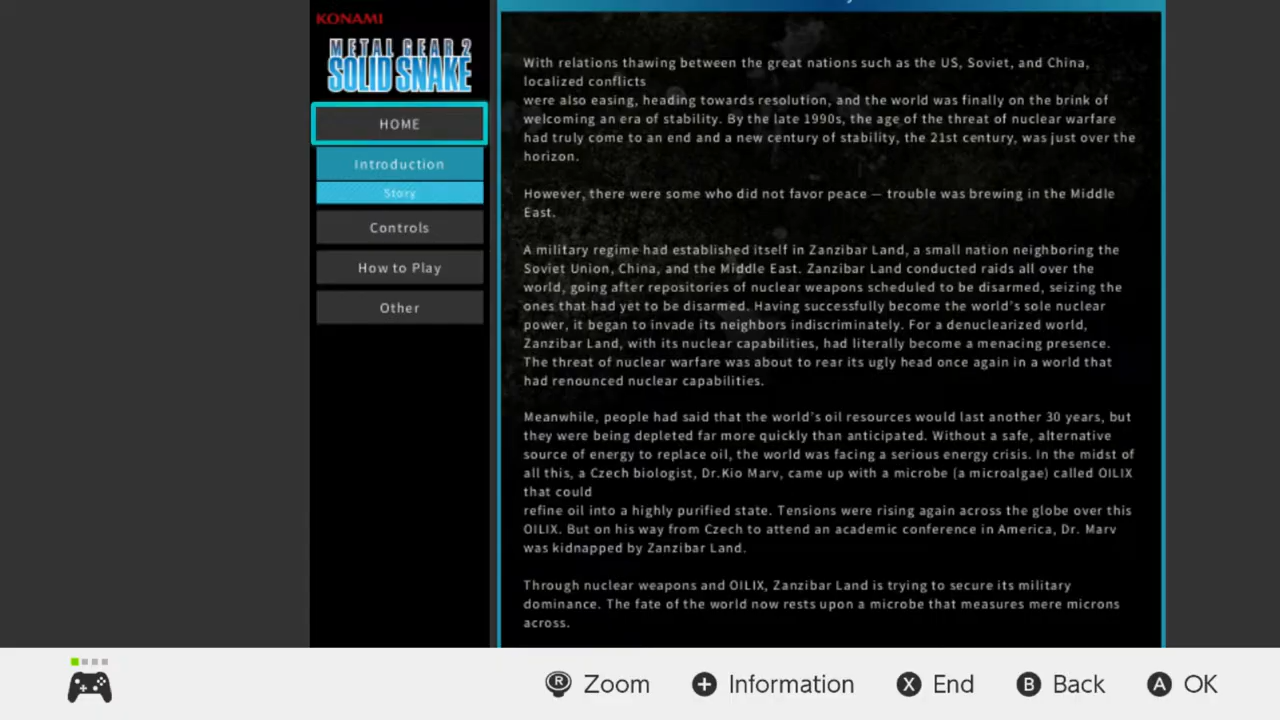 KONAMI
METAL GEAR 2
SOLID SNAKE
HOME
Introduction
Story
Controls
How to Play
Other
With relations thawing between the great nations such as the US, Soviet, and China,
localized conflicts
were also easing, heading towards resolution, and the world was finally on the brink of
welcoming an era of stability. By the late 1990s, the age of the threat of nuclear warfare
had truly come to an end and a new century of stability, the 21st century, was just over the
horizon.
However, there were some who did not favor peace — trouble was brewing in the Middle
East.
A military regime had established itself in Zanzibar Land, a small nation neighboring the
Soviet Union, China, and the Middle East. Zanzibar Land conducted raids all over the
world, going after repositories of nuclear weapons scheduled to be disarmed, seizing the
ones that had yet to be disarmed. Having successfully become the world's sole nuclear
power, it began to invade its neighbors indiscriminately. For a denuclearized world,
Zanzibar Land, with its nuclear capabilities, had literally become a menacing presence.
The threat of nuclear warfare was about to rear its ugly head once again in a world that
had renounced nuclear capabilities.
Meanwhile, people had said that the world's oil resources would last another 30 years, but
they were being depleted far more quickly than anticipated. Without a safe, alternative
source of energy to replace oil, the world was facing a serious energy crisis. In the midst of
all this, a Czech biologist, Dr.Kio Marv, came up with a microbe (a microalgae) called OILIX
that could
refine oil into a highly purified state. Tensions were rising again across the globe over this
OILIX. But on his way from Czech to attend an academic conference in America, Dr. Marv
was kidnapped by Zanzibar Land.
Through nuclear weapons and OILIX, Zanzibar Land is trying to secure its military
dominance. The fate of the world now rests upon a microbe that measures mere microns
across.
R Zoom + Information X End B Back A OK